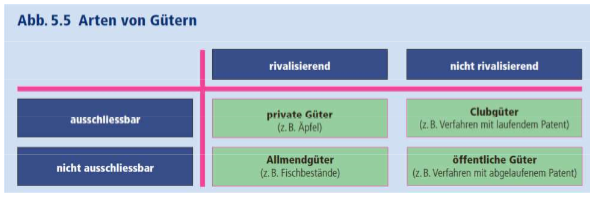 Abb. 5.5 Arten von Gütern
rivalisierend
nicht rivalisierend
ausschliessbar
private Güter
(z. B. Äpfel)
Clubgüter
(z. B. Verfahren mit laufendem Patent)
nicht ausschliessbar
Allmendgüter
(z. B. Fischbestände)
öffentliche Güter
(z. B. Verfahren mit abgelaufenem Patent)